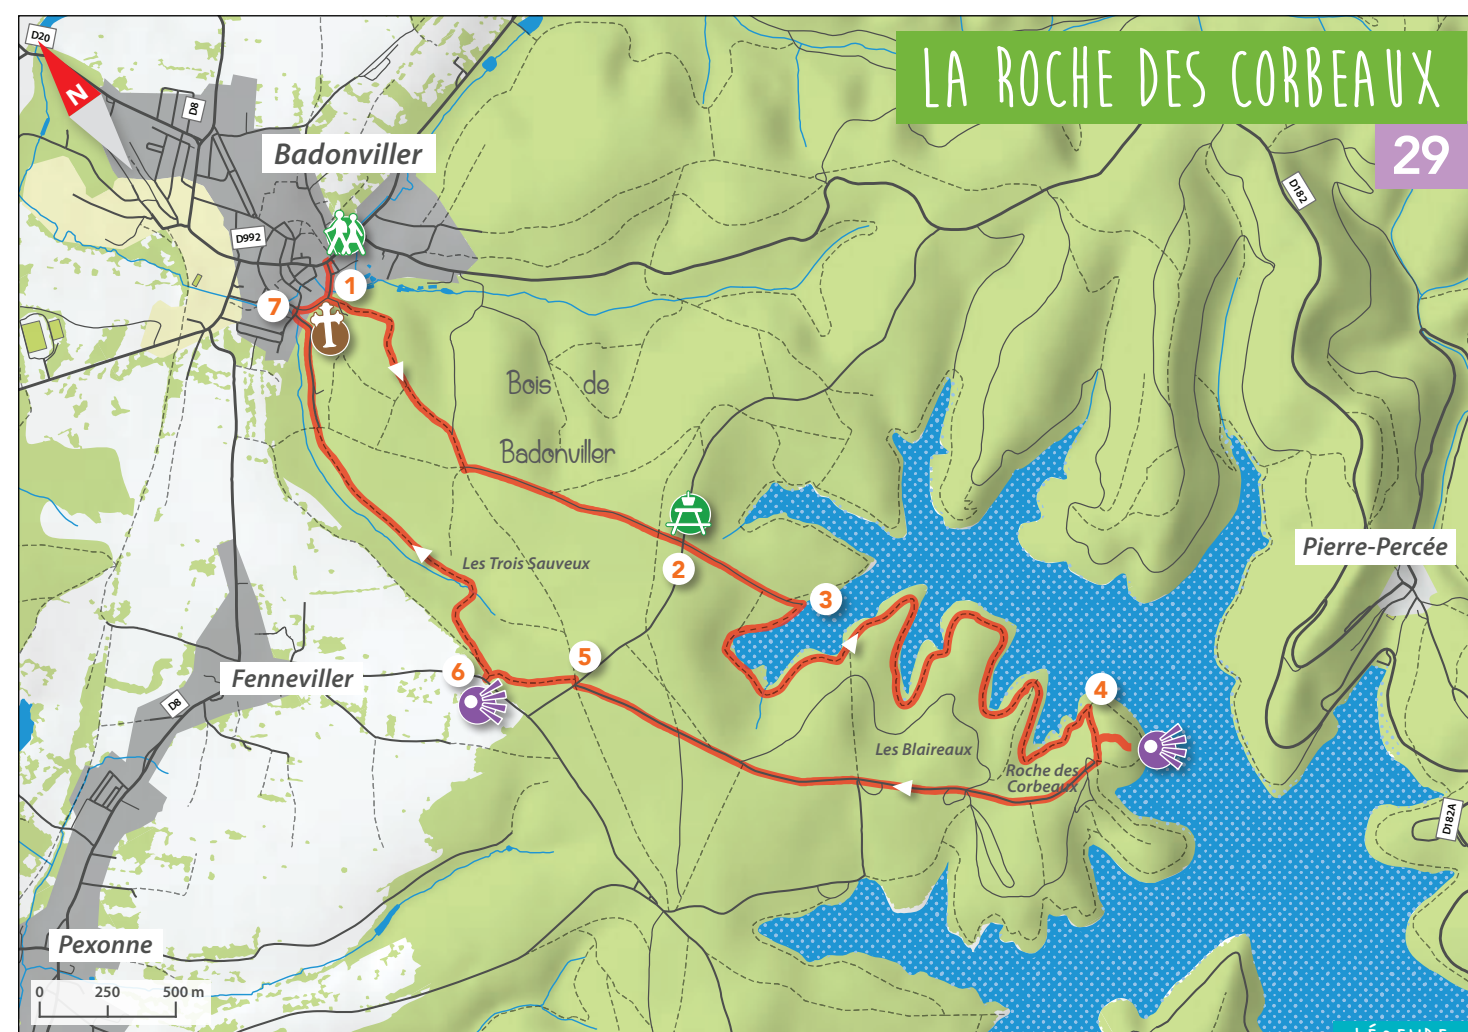 LA ROCHE DES CORBEAUX
29
D20
N
D8
Badonviller
D182
D992
1
7
Bois de
Badonviller
2
Les Trois Sauveux
Pierre-Percée
3
5
6
Fenneviller
4
D8
Les Blaireaux
Roche des
Corbeaux
D182A
Pexonne
0 250 500 m